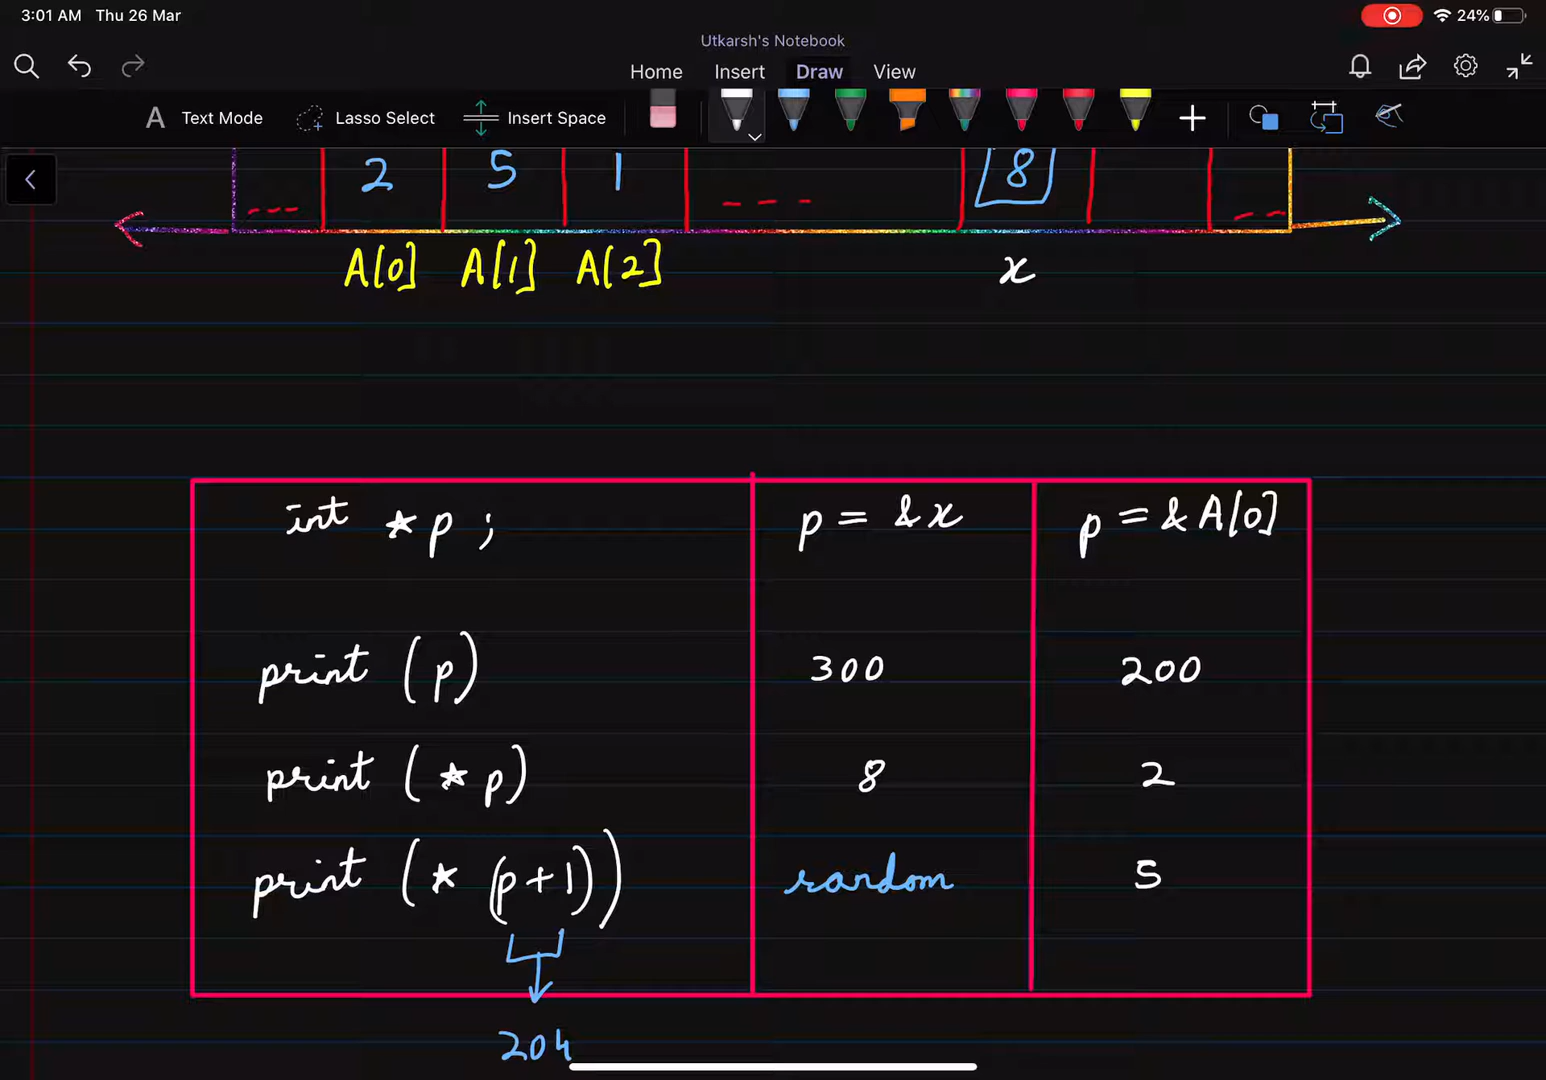 3:01 AM Thu 26 Mar
24%
Utkarsh's Notebook
Home Insert Draw View
A Text Mode Lasso Select Insert Space
2 5 1 8
A[0] A[1] A[2] x
int *p ; p = &x p = &A[0]
print (p) 300 200
print (*p) 8 2
print (* (p+1)) random 5
204